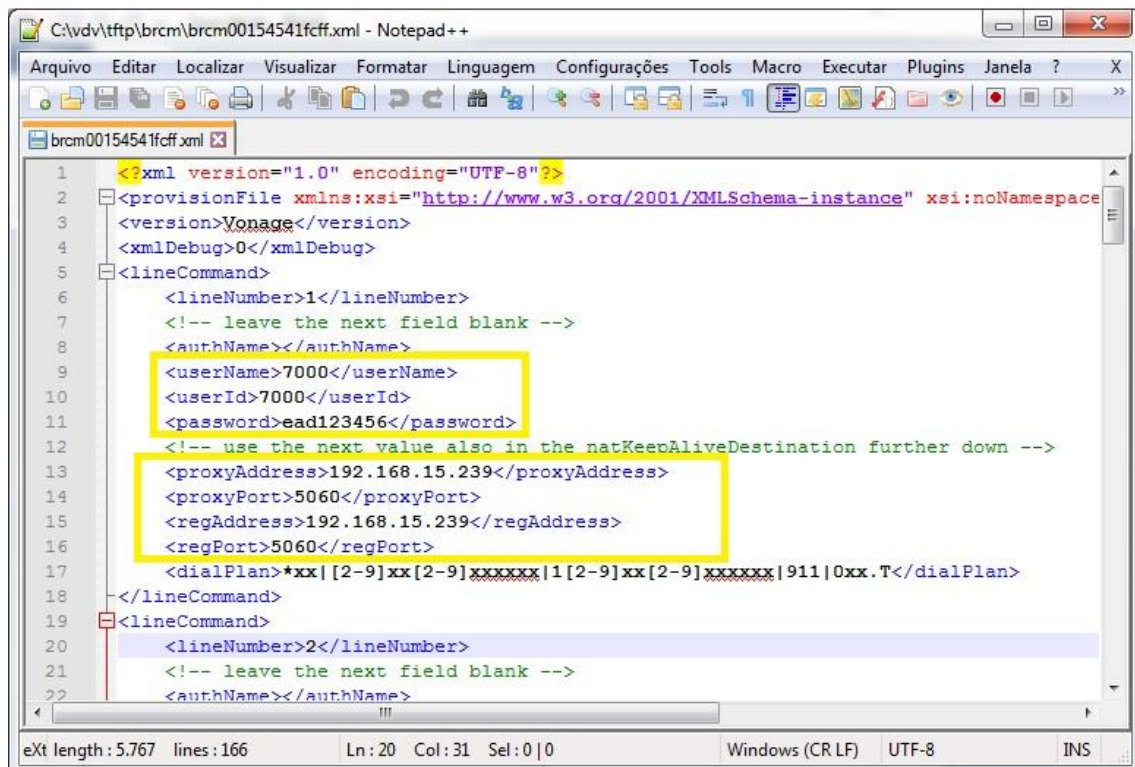 C:\vdv\tftp\brcm\brcm00154541fcff.xml - Notepad++
Arquivo Editar Localizar Visualizar Formatar Linguagem Configurações Tools Macro Executar Plugins Janela ? X
brcm00154541fcff.xml
1 <?xml version="1.0" encoding="UTF-8"?>
2 <provisionFile xmlns:xsi="http://www.w3.org/2001/XMLSchema-instance" xsi:noNamespace
3 <version>Vonage</version>
4 <xmlDebug>0</xmlDebug>
5 <lineCommand>
6 <lineNumber>1</lineNumber>
7 <!-- leave the next field blank -->
8 <authName></authName>
9 <userName>7000</userName>
10 <userId>7000</userId>
11 <password>ead123456</password>
12 <!-- use the next value also in the natKeepAliveDestination further down -->
13 <proxyAddress>192.168.15.239</proxyAddress>
14 <proxyPort>5060</proxyPort>
15 <regAddress>192.168.15.239</regAddress>
16 <regPort>5060</regPort>
17 <dialPlan>*xx|[2-9]xx[2-9]xxxxxx|1[2-9]xx[2-9]xxxxxx|911|0xx.T</dialPlan>
18 </lineCommand>
19 <lineCommand>
20 <lineNumber>2</lineNumber>
21 <!-- leave the next field blank -->
22 <authName></authName>
eXt length : 5.767 lines : 166 Ln : 20 Col : 31 Sel : 0 | 0 Windows (CR LF) UTF-8 INS